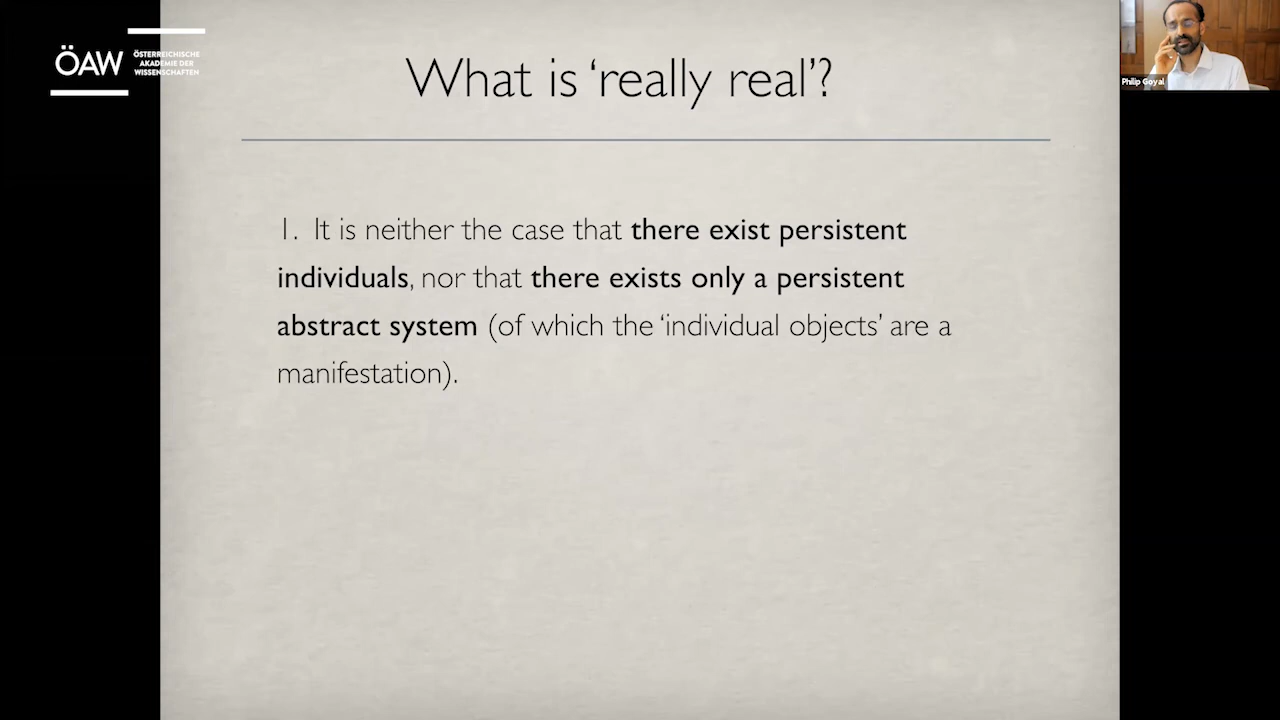 ÖAW
ÖSTERREICHISCHE
AKADEMIE DER
WISSENSCHAFTEN
What is ‘really real’?
Philip Goyal
1. It is neither the case that there exist persistent
individuals, nor that there exists only a persistent
abstract system (of which the ‘individual objects’ are a
manifestation).